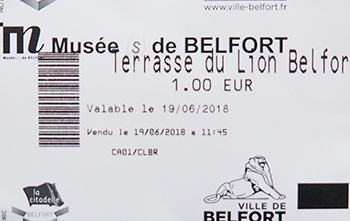 www.ville-belfort.fr
m Musée(s de BELFORT
Terrasse du Lion Belfor
1.00 EUR
Valable le 19/06/2018
Vendu le 19/06/2018 a 11:45
CA01/CLBR
la citadelle
BELFORT
VILLE DE
BELFORT